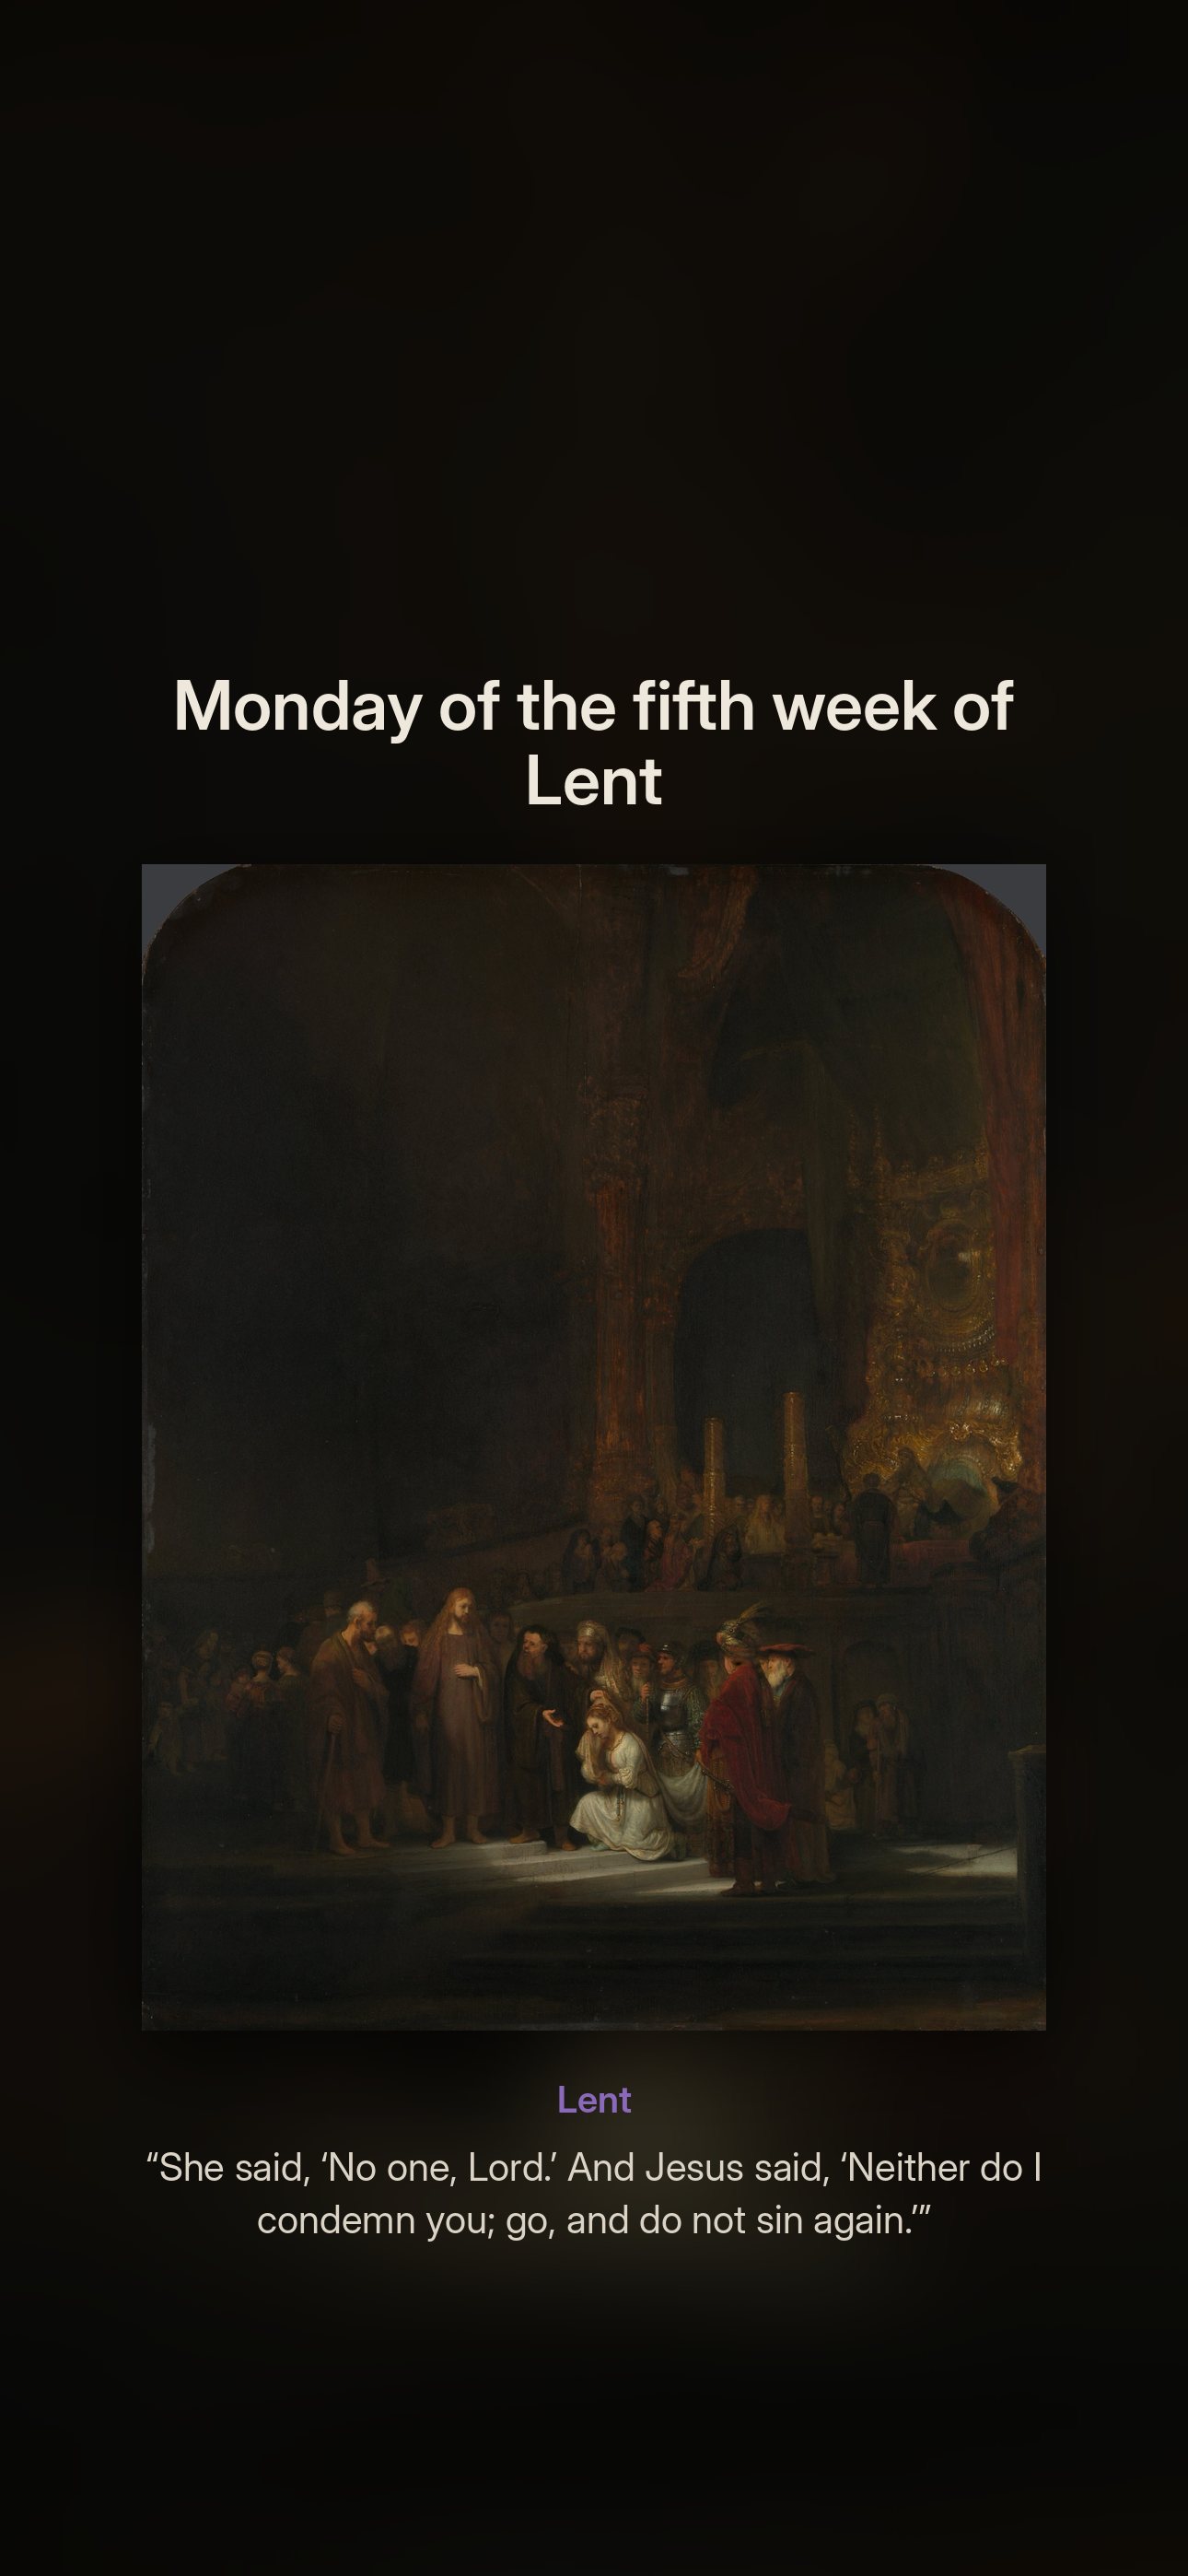 Monday of the fifth week of
Lent
Lent
“She said, ‘No one, Lord.’ And Jesus said, ‘Neither do I
condemn you; go, and do not sin again.’”